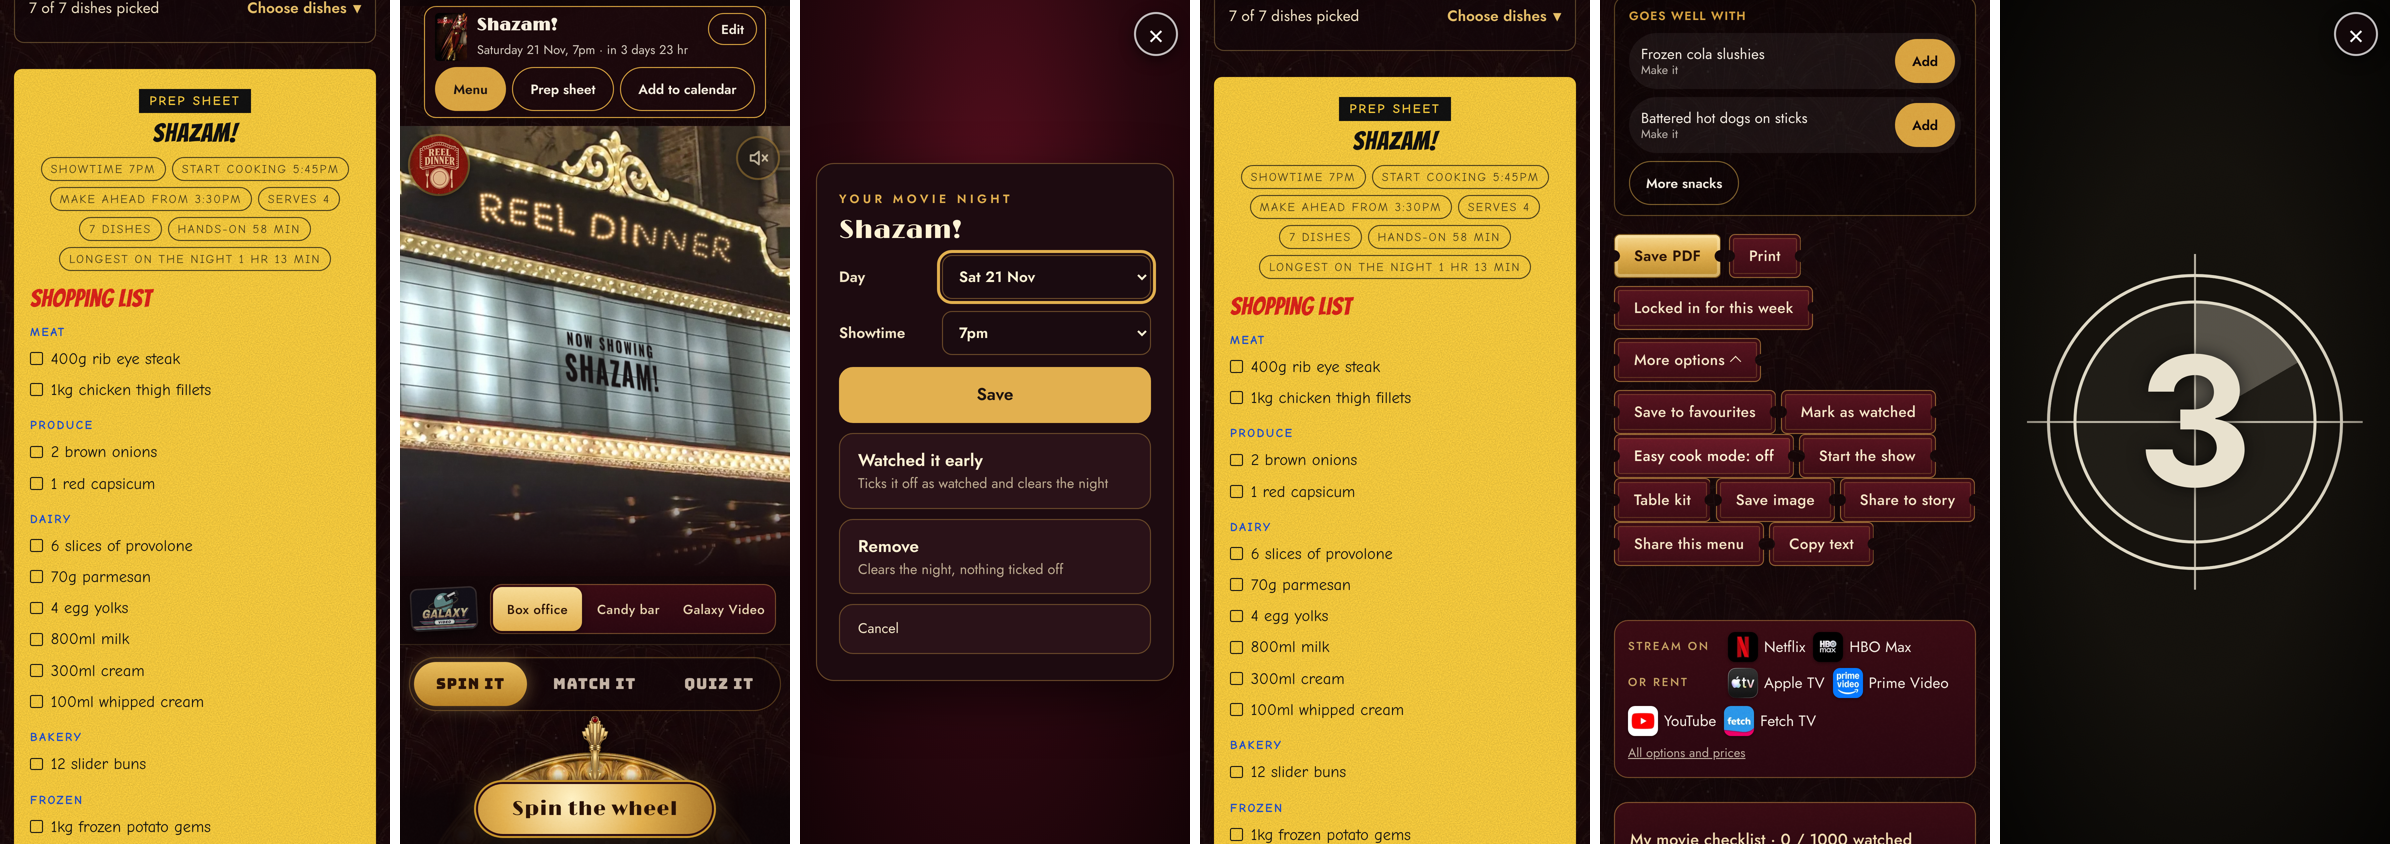 7 of 7 dishes picked
Choose dishes ▾
PREP SHEET
SHAZAM!
SHOWTIME 7PM
START COOKING 5:45PM
MAKE AHEAD FROM 3:30PM
SERVES 4
7 DISHES
HANDS-ON 58 MIN
LONGEST ON THE NIGHT 1 HR 13 MIN
SHOPPING LIST
MEAT
400g rib eye steak
1kg chicken thigh fillets
PRODUCE
2 brown onions
1 red capsicum
DAIRY
6 slices of provolone
70g parmesan
4 egg yolks
800ml milk
300ml cream
100ml whipped cream
BAKERY
12 slider buns
FROZEN
1kg frozen potato gems
Shazam!
Edit
Saturday 21 Nov, 7pm · in 3 days 23 hr
Menu
Prep sheet
Add to calendar
REEL DINNER
REEL DINNER
NOW SHOWING
SHAZAM!
GALAXY
Box office
Candy bar
Galaxy Video
SPIN IT
MATCH IT
QUIZ IT
Spin the wheel
YOUR MOVIE NIGHT
Shazam!
Day
Sat 21 Nov
Showtime
7pm
Save
Watched it early
Ticks it off as watched and clears the night
Remove
Clears the night, nothing ticked off
Cancel
7 of 7 dishes picked
Choose dishes ▾
PREP SHEET
SHAZAM!
SHOWTIME 7PM
START COOKING 5:45PM
MAKE AHEAD FROM 3:30PM
SERVES 4
7 DISHES
HANDS-ON 58 MIN
LONGEST ON THE NIGHT 1 HR 13 MIN
SHOPPING LIST
MEAT
400g rib eye steak
1kg chicken thigh fillets
PRODUCE
2 brown onions
1 red capsicum
DAIRY
6 slices of provolone
70g parmesan
4 egg yolks
800ml milk
300ml cream
100ml whipped cream
BAKERY
12 slider buns
FROZEN
1kg frozen potato gems
GOES WELL WITH
Frozen cola slushies
Make it
Add
Battered hot dogs on sticks
Make it
Add
More snacks
Save PDF
Print
Locked in for this week
More options
Save to favourites
Mark as watched
Easy cook mode: off
Start the show
Table kit
Save image
Share to story
Share this menu
Copy text
STREAM ON
N
Netflix
HBO max
HBO Max
OR RENT
tv
Apple TV
prime video
Prime Video
YouTube
fetch
Fetch TV
All options and prices
My movie checklist · 0 / 1000 watched
3